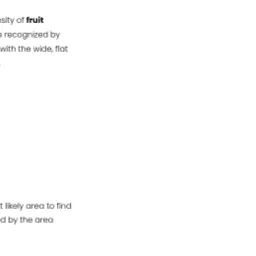 sity of fruit
recognized by
with the wide, flat
likely area to find
d by the area